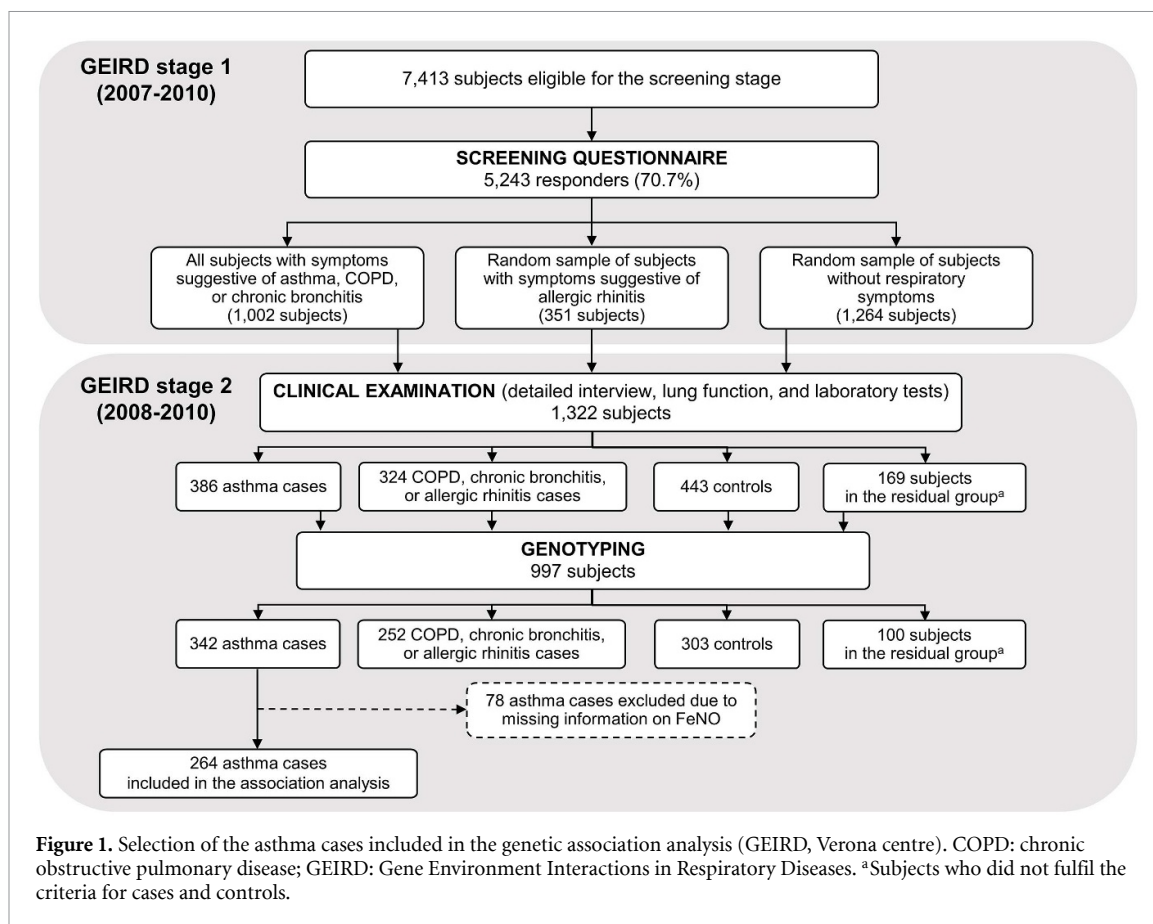 GEIRD stage 1
(2007-2010)
7,413 subjects eligible for the screening stage
SCREENING QUESTIONNAIRE
5,243 responders (70.7%)
All subjects with symptoms
suggestive of asthma, COPD,
or chronic bronchitis
(1,002 subjects)
Random sample of subjects
with symptoms suggestive of
allergic rhinitis
(351 subjects)
Random sample of subjects
without respiratory
symptoms
(1,264 subjects)
GEIRD stage 2
(2008-2010)
CLINICAL EXAMINATION (detailed interview, lung function, and laboratory tests)
1,322 subjects
386 asthma cases
324 COPD, chronic bronchitis,
or allergic rhinitis cases
443 controls
169 subjects
in the residual groupᵃ
GENOTYPING
997 subjects
342 asthma cases
252 COPD, chronic bronchitis,
or allergic rhinitis cases
303 controls
100 subjects
in the residual groupᵃ
78 asthma cases excluded due to
missing information on FeNO
264 asthma cases
included in the association analysis
Figure 1. Selection of the asthma cases included in the genetic association analysis (GEIRD, Verona centre). COPD: chronic
obstructive pulmonary disease; GEIRD: Gene Environment Interactions in Respiratory Diseases. ᵃSubjects who did not fulfil the
criteria for cases and controls.